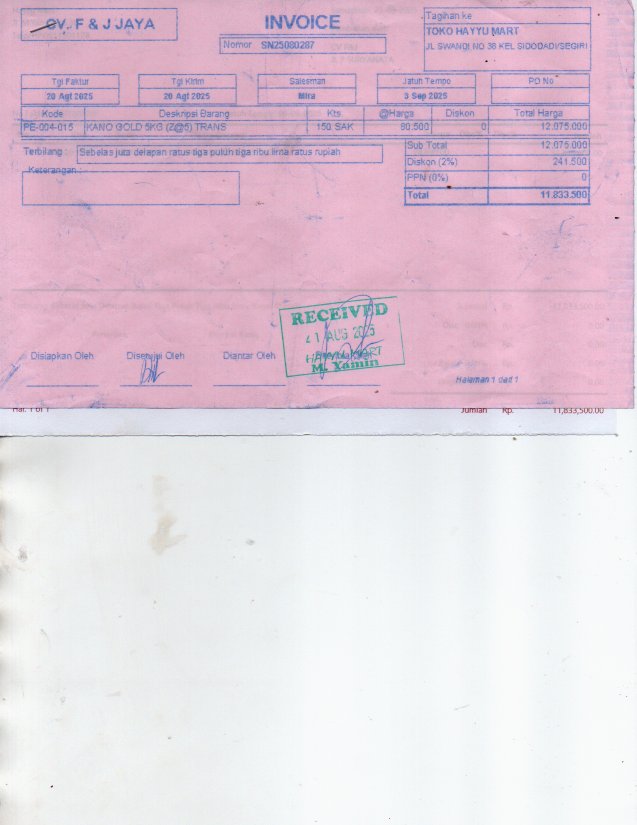 CV. F & J JAYA
INVOICE
Nomor SN25080287
Tagihan ke
TOKO HAYYU MART
JL SWANDI NO 38 KEL SIDODADI/SEGIRI
Tgl Faktur
20 Agt 2025
Tgl Kirim
20 Agt 2025
Salesman
Mira
Jatuh Tempo
3 Sep 2025
PO No
Kode Deskripsi Barang Kts @Harga Diskon Total Harga
PE-004-015 KANO GOLD 5KG (Z@5) TRANS 150 SAK 80.500 0 12.075.000
Terbilang : Sebelas juta delapan ratus tiga puluh tiga ribu lima ratus rupiah
Keterangan :
Sub Total 12.075.000
Diskon (2%) 241.500
PPN (0%) 0
Total 11.833.500
RECEIVED
21 AUG 2025
HAYYU MART
M. Yamin
Disiapkan Oleh Disetujui Oleh Diantar Oleh
Halaman 1 dari 1
Hal. 1 of 1 Jumlah Rp. 11,833,500.00